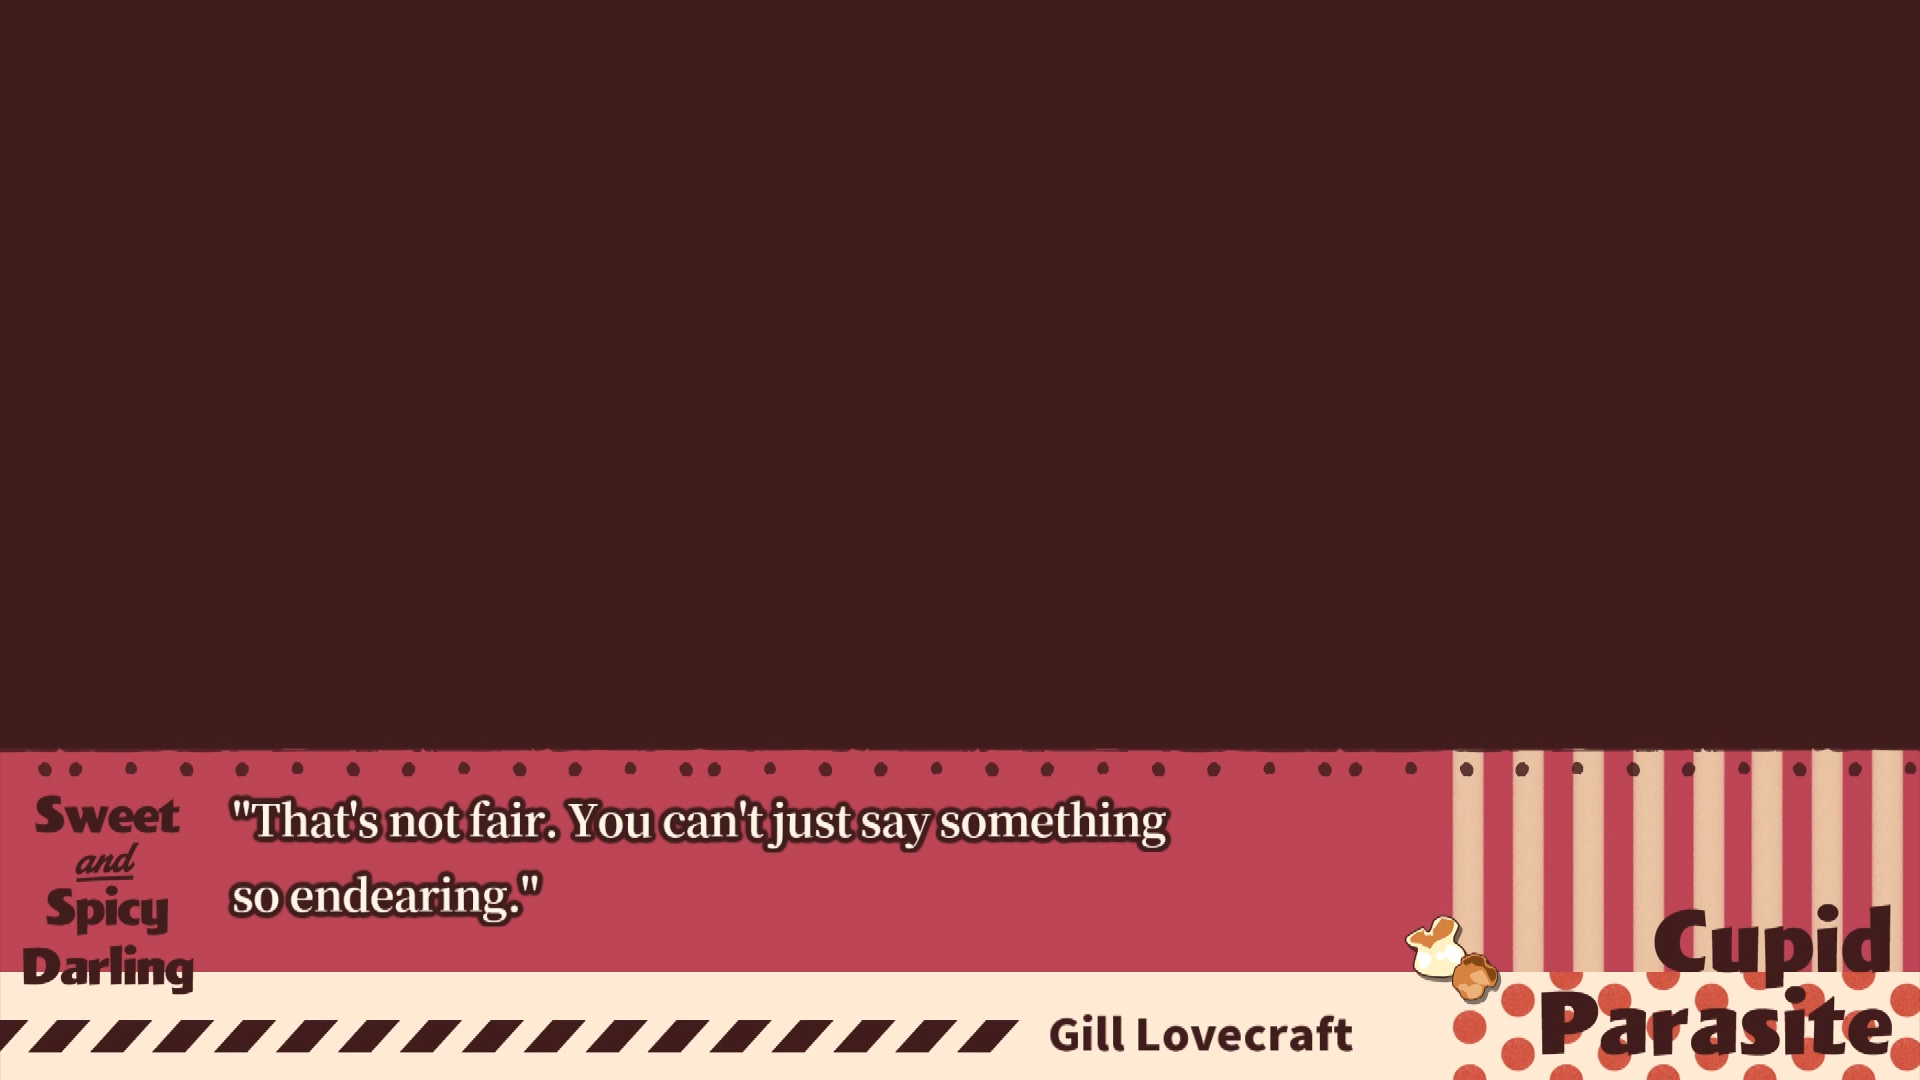 Sweet
and
Spicy
Darling
"That's not fair. You can't just say something
so endearing."
Gill Lovecraft
Cupid
Parasite